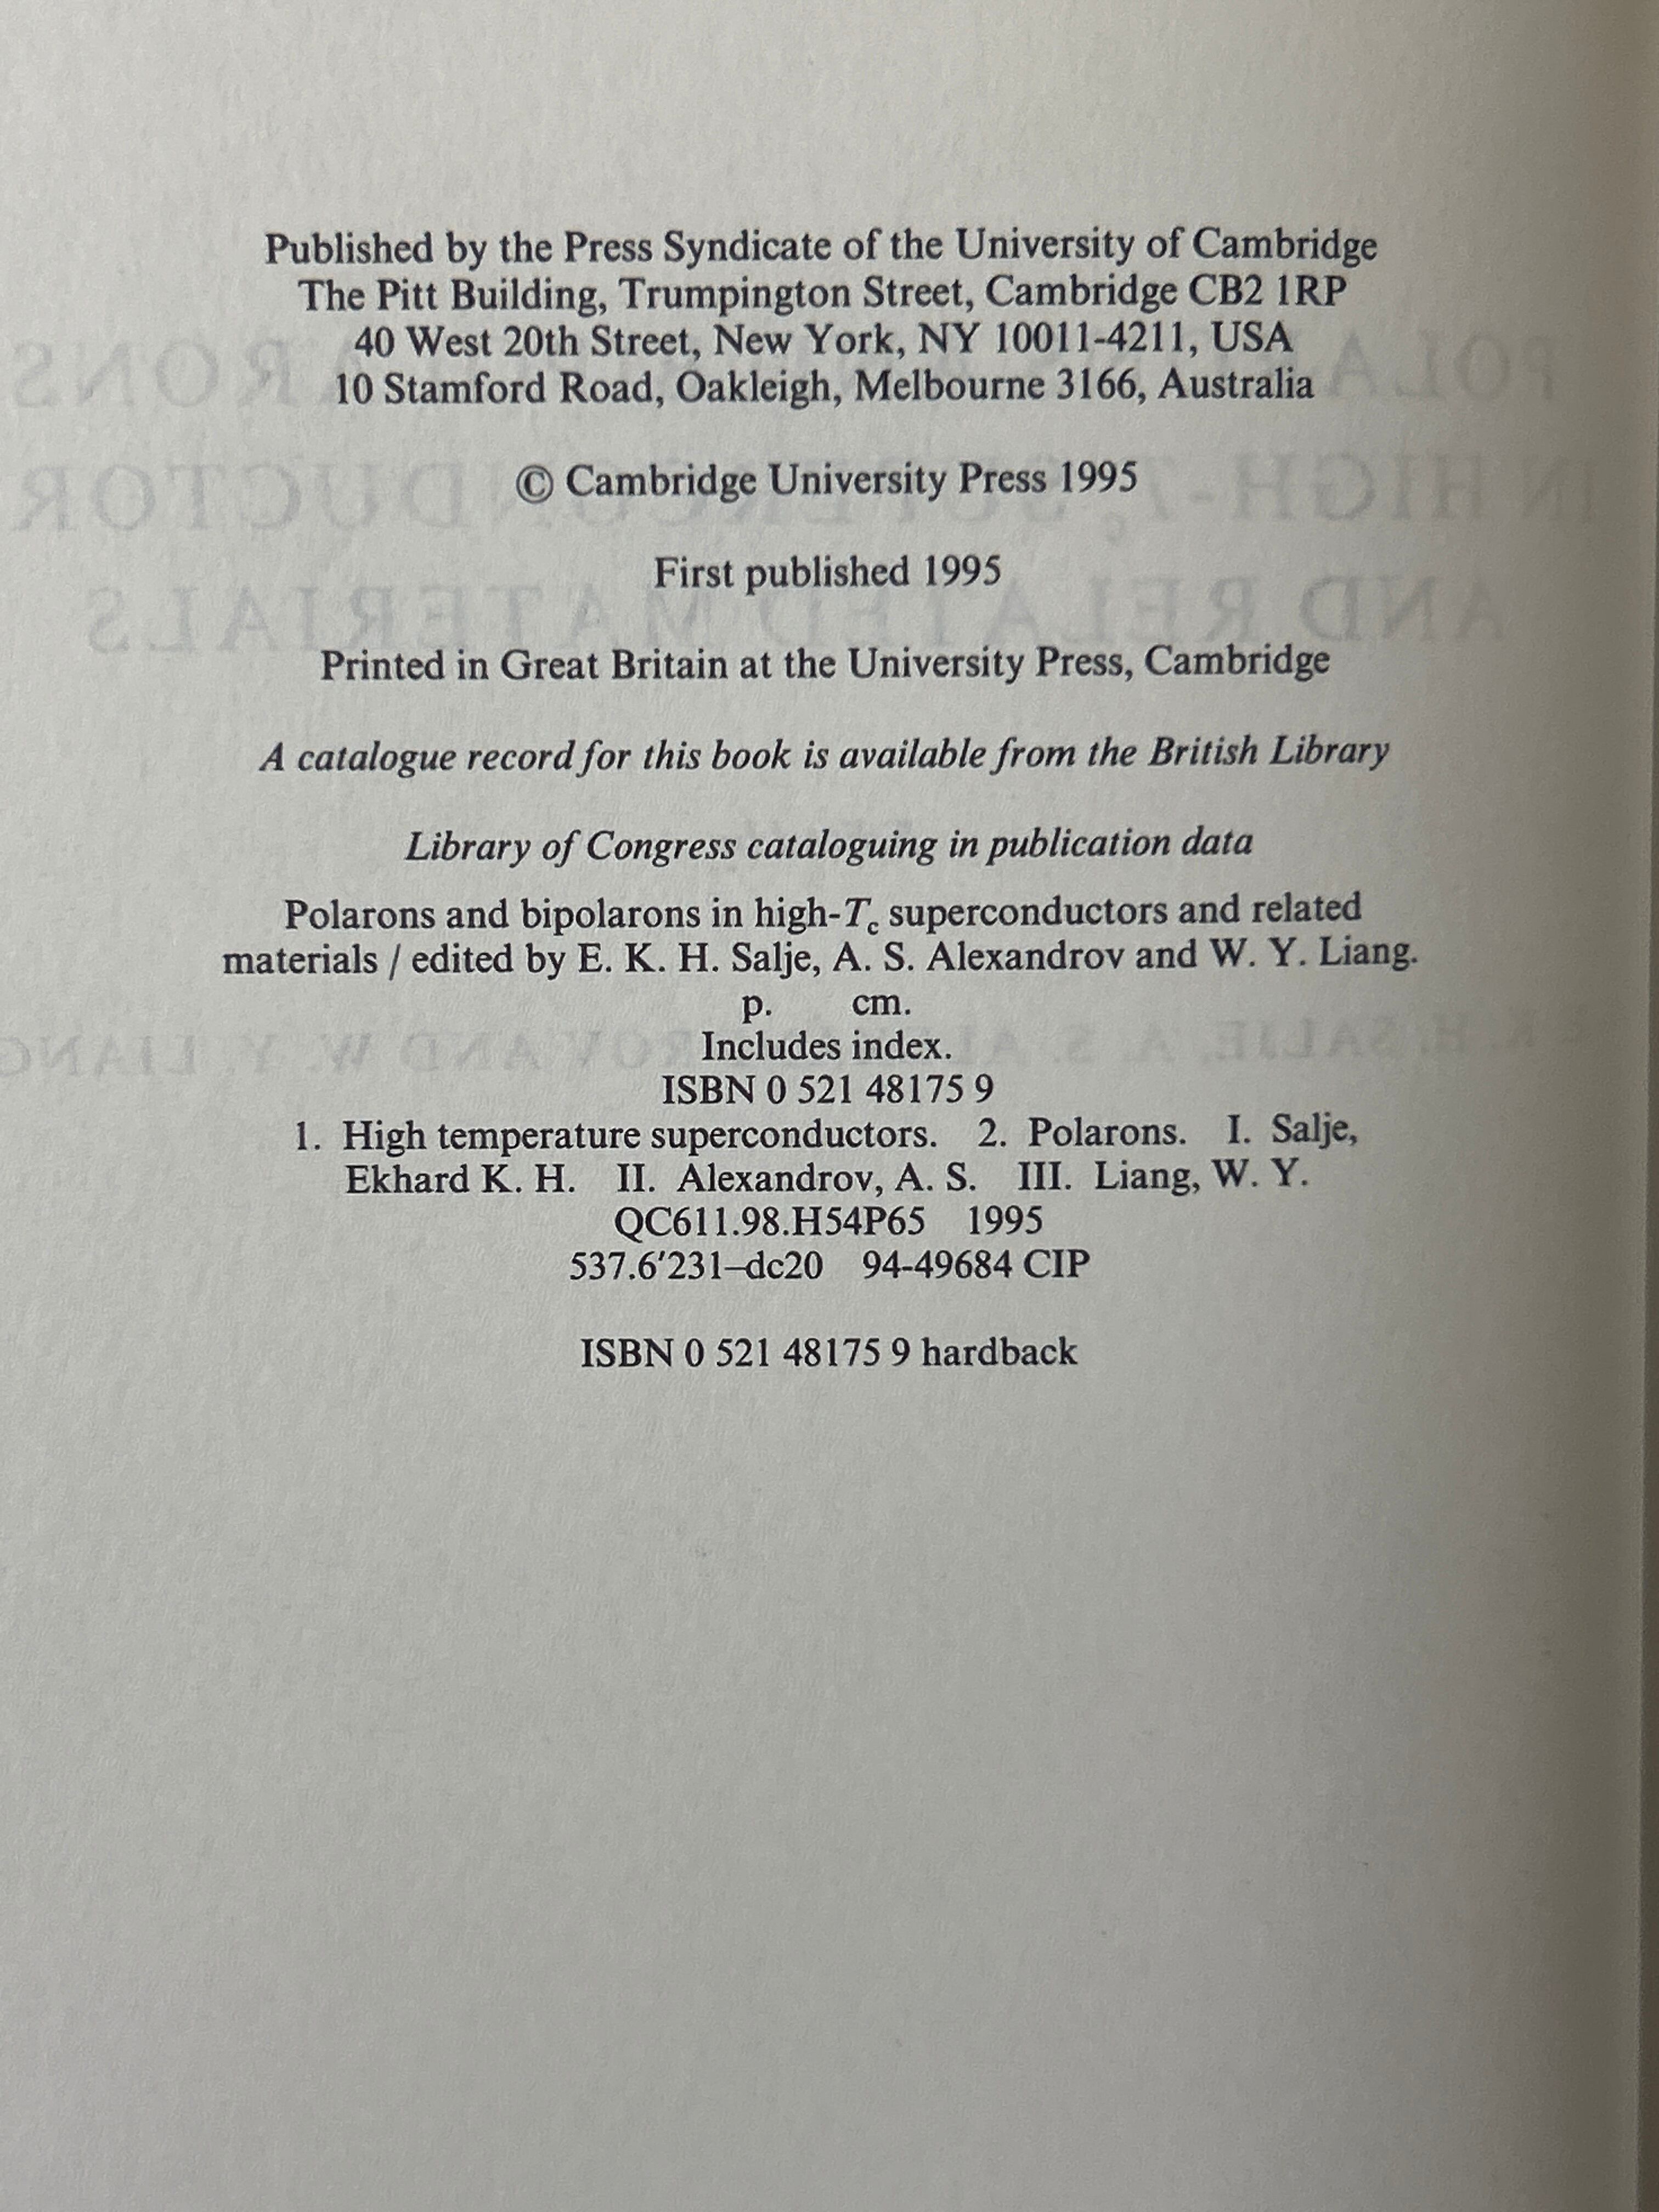 Published by the Press Syndicate of the University of Cambridge
The Pitt Building, Trumpington Street, Cambridge CB2 1RP
40 West 20th Street, New York, NY 10011-4211, USA
10 Stamford Road, Oakleigh, Melbourne 3166, Australia
© Cambridge University Press 1995
First published 1995
Printed in Great Britain at the University Press, Cambridge
A catalogue record for this book is available from the British Library
Library of Congress cataloguing in publication data
Polarons and bipolarons in high-Tc superconductors and related
materials / edited by E. K. H. Salje, A. S. Alexandrov and W. Y. Liang.
p. cm.
Includes index.
ISBN 0 521 48175 9
1. High temperature superconductors. 2. Polarons. I. Salje,
Ekhard K. H. II. Alexandrov, A. S. III. Liang, W. Y.
QC611.98.H54P65 1995
537.6′231–dc20 94-49684 CIP
ISBN 0 521 48175 9 hardback